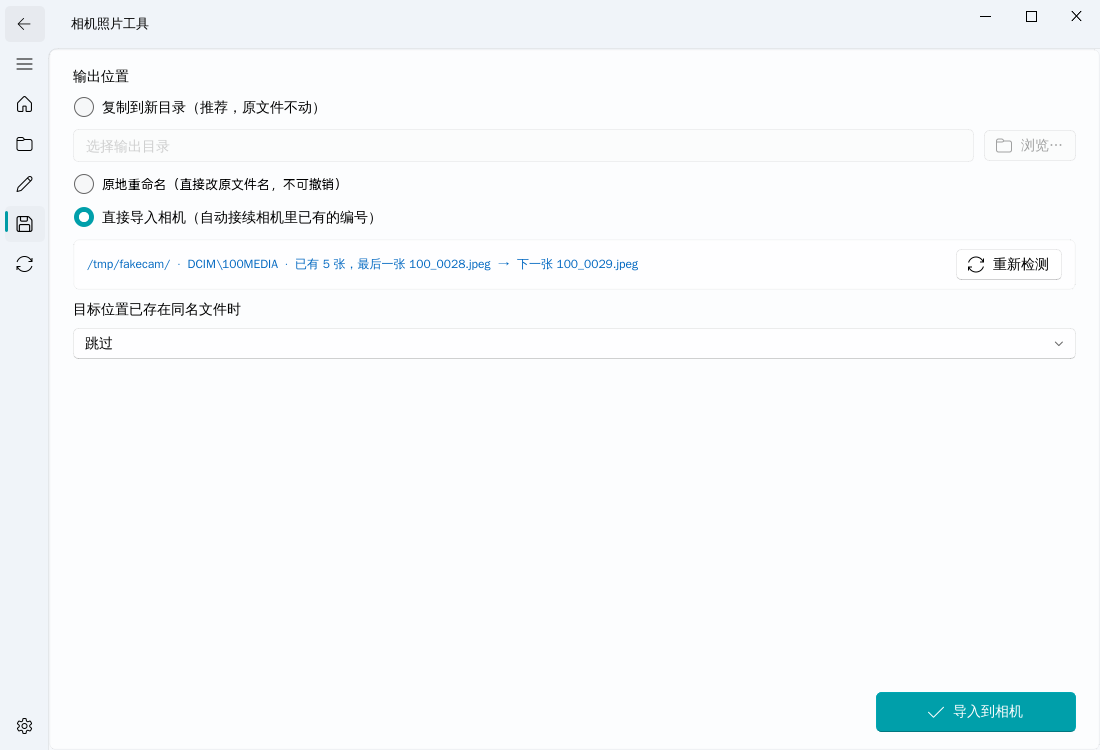 相机照片工具
输出位置
复制到新目录（推荐，原文件不动）
选择输出目录
浏览…
原地重命名（直接改原文件名，不可撤销）
直接导入相机（自动接续相机里已有的编号）
/tmp/fakecam/ · DCIM\100MEDIA · 已有 5 张，最后一张 100_0028.jpeg → 下一张 100_0029.jpeg
重新检测
目标位置已存在同名文件时
跳过
导入到相机